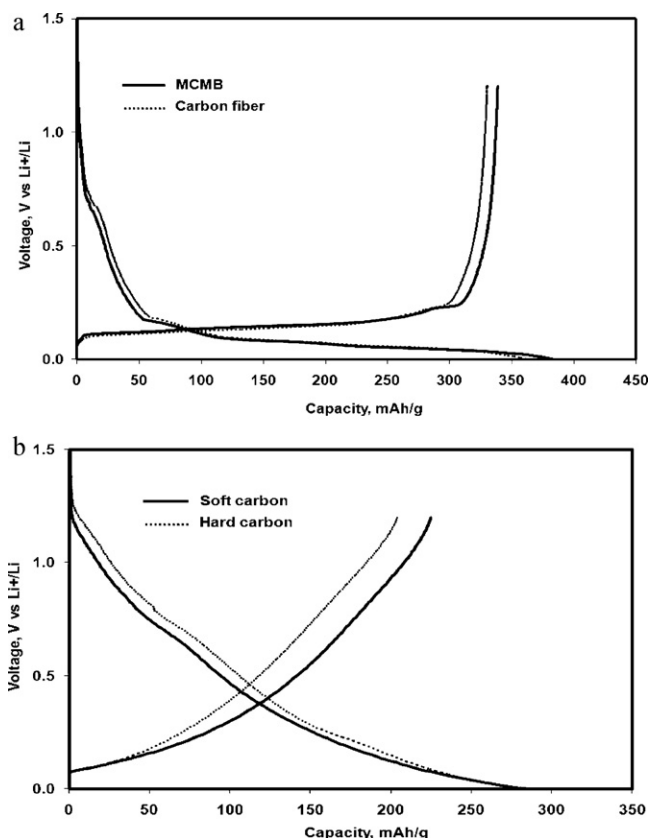 a
1.5
MCMB
Carbon fiber
1.0
Voltage, V vs Li+/Li
0.5
0.0
0 50 100 150 200 250 300 350 400 450
Capacity, mAh/g
b
1.5
Soft carbon
Hard carbon
1.0
Voltage, V vs Li+/Li
0.5
0.0
0 50 100 150 200 250 300 350
Capacity, mAh/g